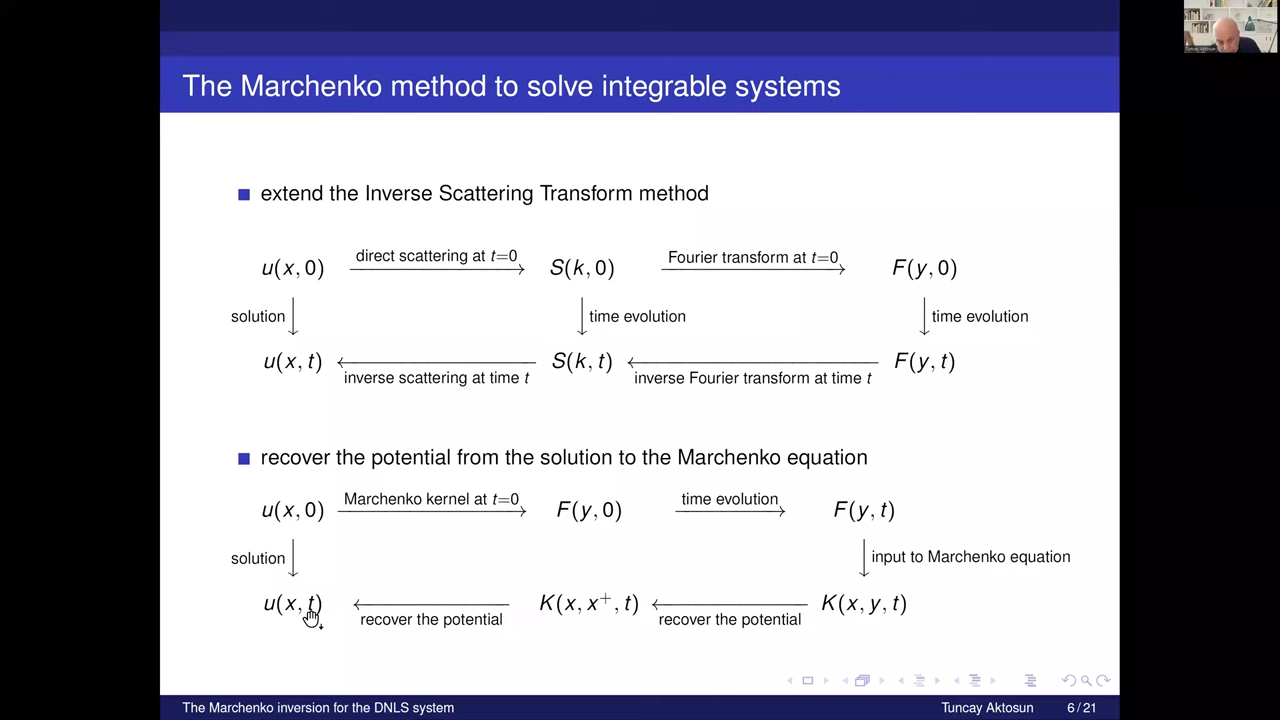 Tuncay Aktosun
The Marchenko method to solve integrable systems
extend the Inverse Scattering Transform method
u(x, 0) direct scattering at t=0 S(k, 0) Fourier transform at t=0 F(y, 0)
solution time evolution time evolution
u(x, t) inverse scattering at time t S(k, t) inverse Fourier transform at time t F(y, t)
recover the potential from the solution to the Marchenko equation
u(x, 0) Marchenko kernel at t=0 F(y, 0) time evolution F(y, t)
solution input to Marchenko equation
u(x, t) recover the potential K(x, x⁺, t) recover the potential K(x, y, t)
The Marchenko inversion for the DNLS system Tuncay Aktosun 6 / 21